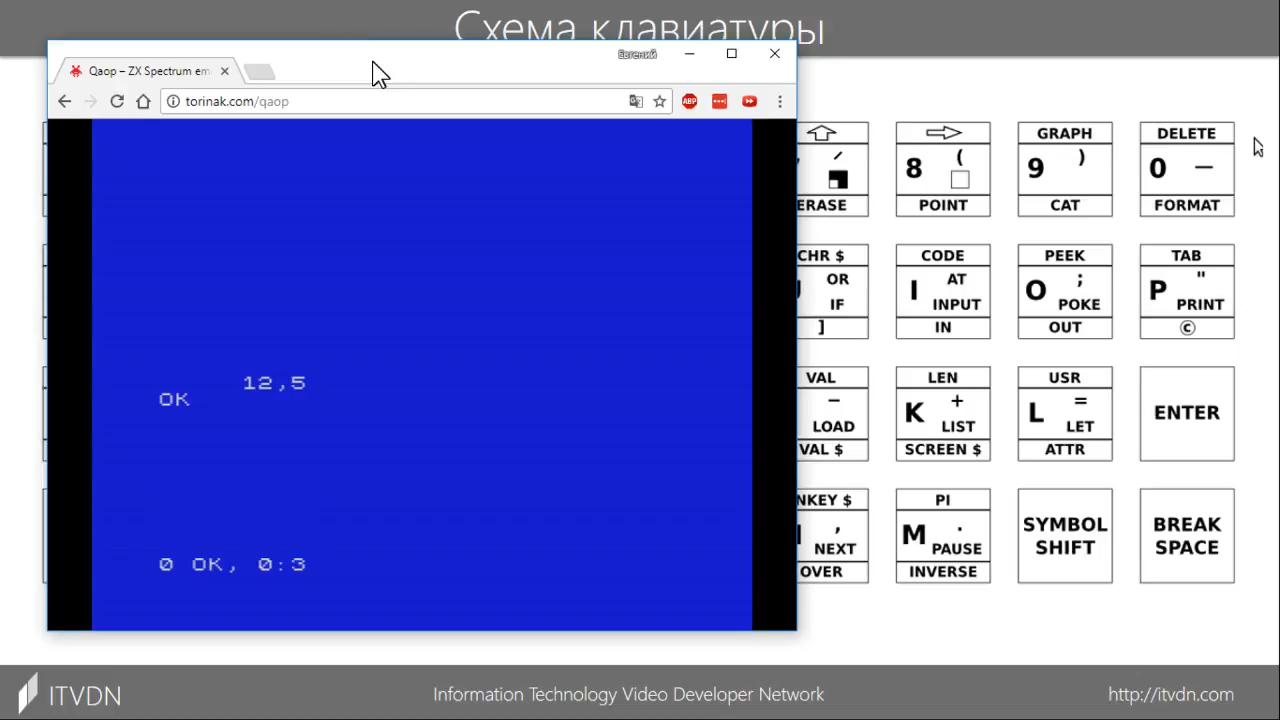 Схема клавиатуры
Евгений
Qaop – ZX Spectrum em
torinak.com/qaop
ABP
12,5
OK
0 OK, 0:3
ERASE
8 (
POINT
GRAPH
9 )
CAT
DELETE
0 —
FORMAT
CHR $
OR
IF
]
CODE
I AT
INPUT
IN
PEEK
O ;
POKE
OUT
TAB
P "
PRINT
©
VAL
−
LOAD
VAL $
LEN
K +
LIST
SCREEN $
USR
L =
LET
ATTR
ENTER
NKEY $
,
NEXT
OVER
PI
M .
PAUSE
INVERSE
SYMBOL
SHIFT
BREAK
SPACE
ITVDN
Information Technology Video Developer Network
http://itvdn.com